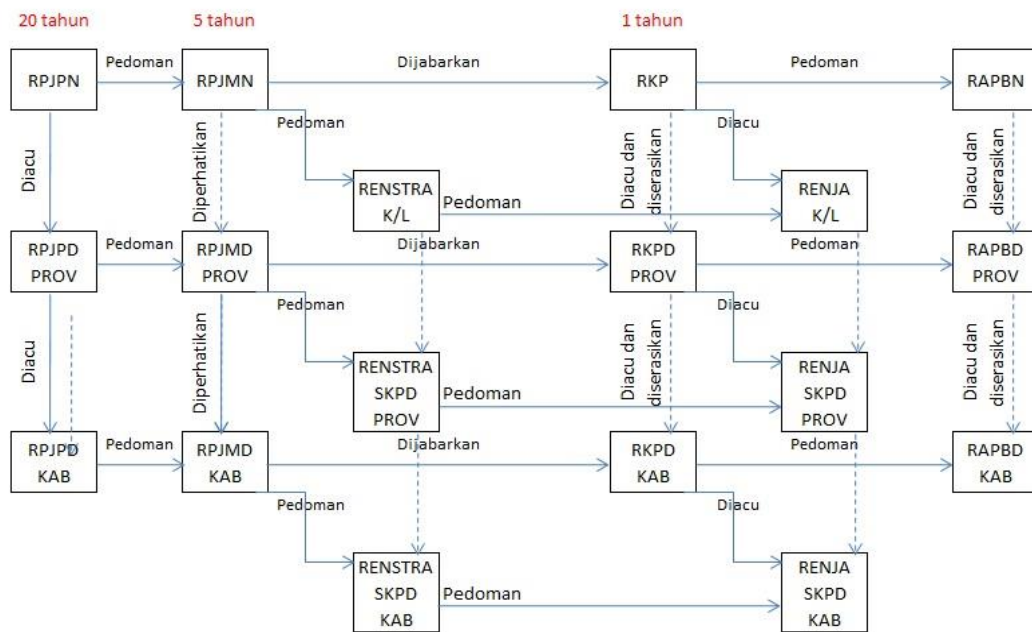 20 tahun
5 tahun
1 tahun
RPJPN
Pedoman
RPJMN
Dijabarkan
RKP
Pedoman
RAPBN
Diacu
Diperhatikan
Pedoman
Diacu dan
diserasikan
Diacu
Diacu dan
diserasikan
RENSTRA
K/L
Pedoman
RENJA
K/L
RPJPD
PROV
Pedoman
RPJMD
PROV
Dijabarkan
RKPD
PROV
Pedoman
RAPBD
PROV
Diacu
Diperhatikan
Pedoman
Diacu dan
diserasikan
Diacu
Diacu dan
diserasikan
RENSTRA
SKPD
PROV
Pedoman
RENJA
SKPD
PROV
RPJPD
KAB
Pedoman
RPJMD
KAB
Dijabarkan
RKPD
KAB
Pedoman
RAPBD
KAB
Pedoman
Diacu
RENSTRA
SKPD
KAB
Pedoman
RENJA
SKPD
KAB